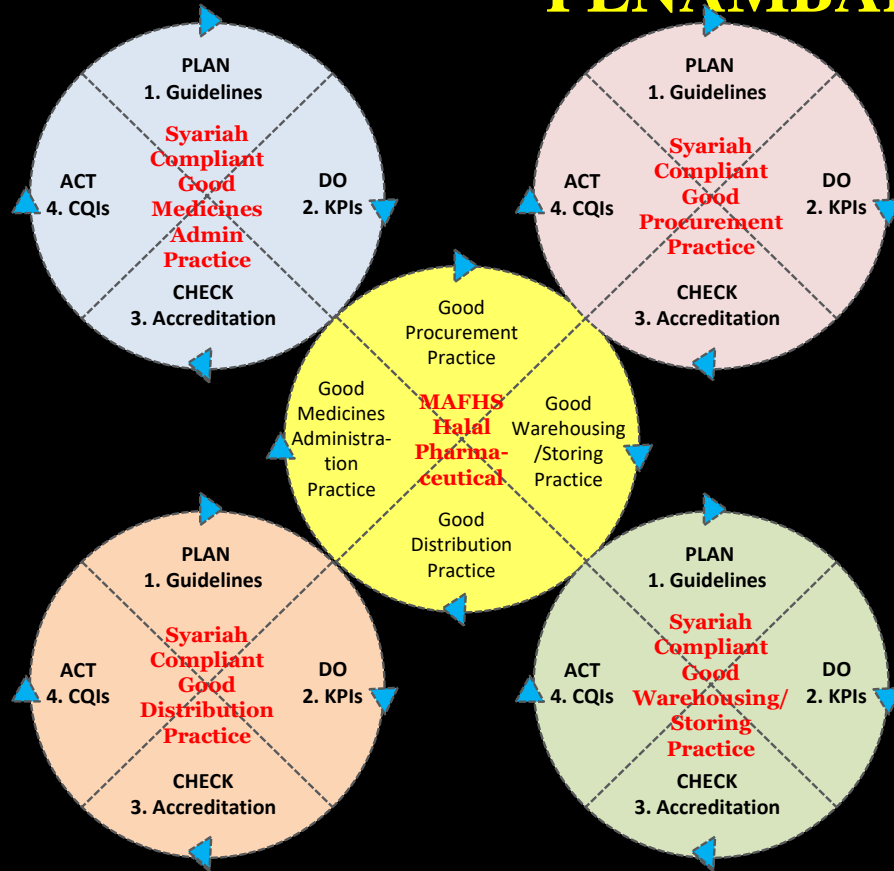 PLAN
1. Guidelines
Syariah
Compliant
Good
Medicines
Admin
Practice
ACT
4. CQIs
DO
2. KPIs
CHECK
3. Accreditation
PLAN
1. Guidelines
Syariah
Compliant
Good
Procurement
Practice
ACT
4. CQIs
DO
2. KPIs
CHECK
3. Accreditation
Good
Procurement
Practice
Good
Medicines
Administra-
tion
Practice
MAFHS
Halal
Pharma-
ceutical
Good
Warehousing
/Storing
Practice
Good
Distribution
Practice
PLAN
1. Guidelines
Syariah
Compliant
Good
Distribution
Practice
ACT
4. CQIs
DO
2. KPIs
CHECK
3. Accreditation
PLAN
1. Guidelines
Syariah
Compliant
Good
Warehousing/
Storing
Practice
ACT
4. CQIs
DO
2. KPIs
CHECK
3. Accreditation